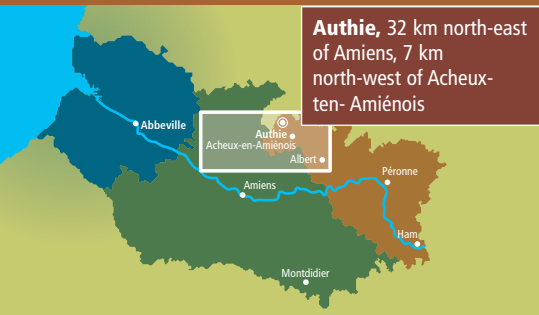 Authie, 32 km north-east
of Amiens, 7 km
north-west of Acheux-
ten- Amiénois
Abbeville
Authie
Acheux-en-Amiénois
Albert
Péronne
Amiens
Ham
Montdidier